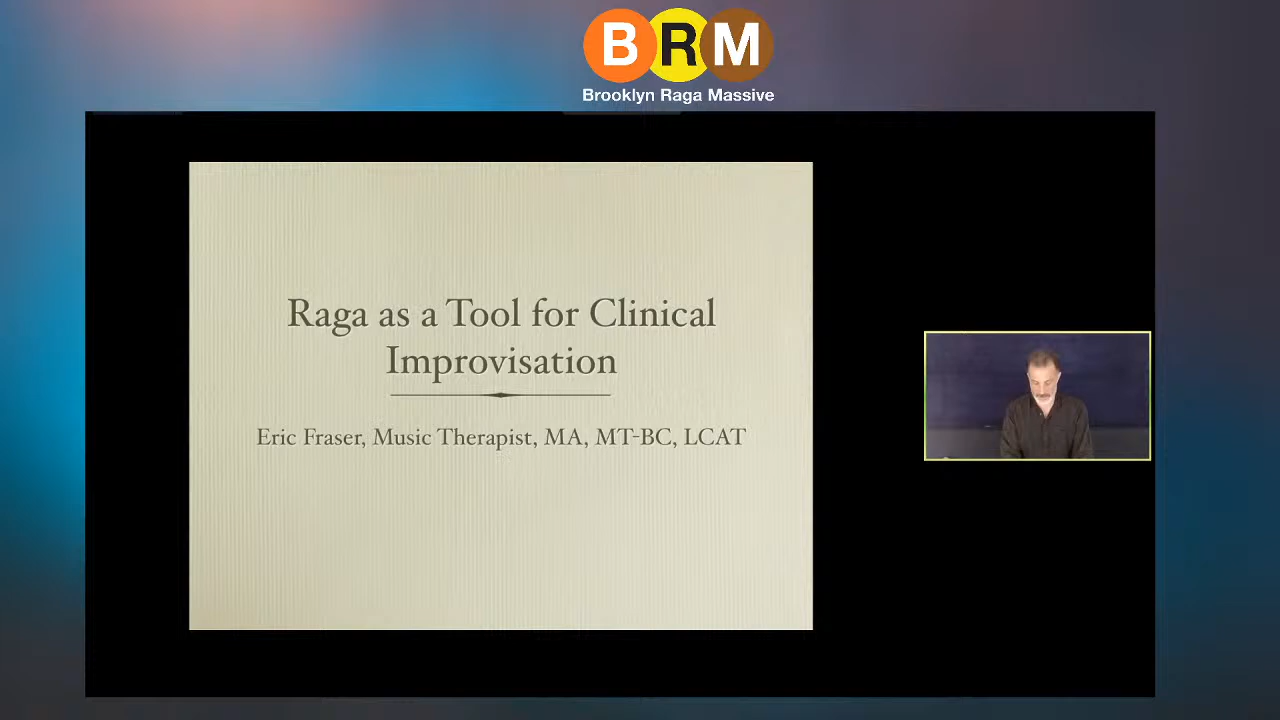 BRM
Brooklyn Raga Massive
Raga as a Tool for Clinical
Improvisation
Eric Fraser, Music Therapist, MA, MT-BC, LCAT